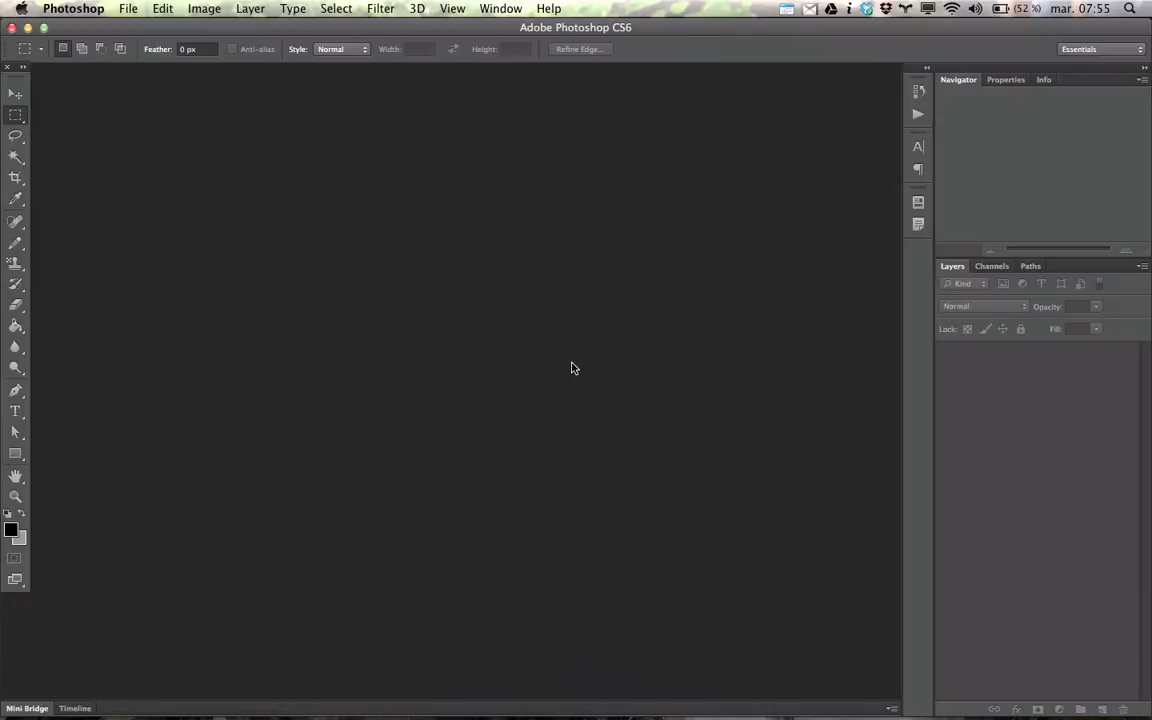 Photoshop File Edit Image Layer Type Select Filter 3D View Window Help (52 %) mar. 07:55
Adobe Photoshop CS6
Feather: 0 px Anti-alias Style: Normal Width: Height: Refine Edge... Essentials
Navigator Properties Info
Layers Channels Paths
Kind
Normal Opacity:
Lock: Fill:
Mini Bridge Timeline